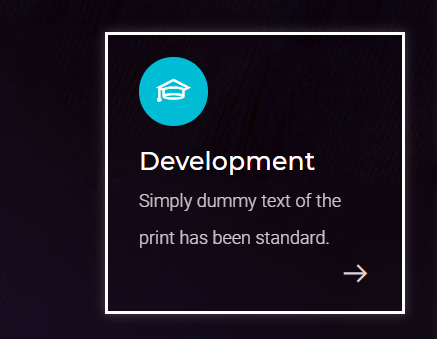 Development
Simply dummy text of the
print has been standard.